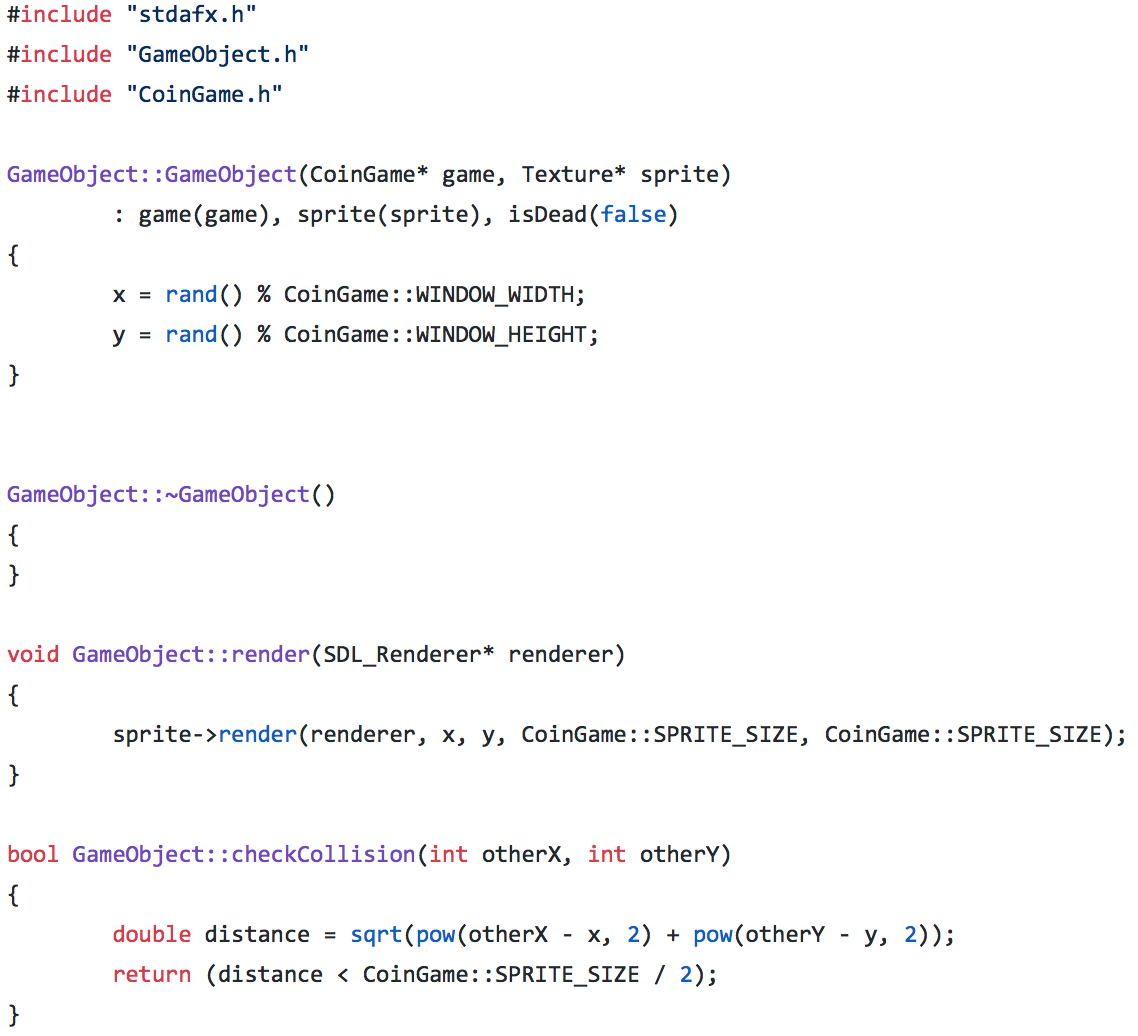 #include "stdafx.h"
#include "GameObject.h"
#include "CoinGame.h"
GameObject::GameObject(CoinGame* game, Texture* sprite)
: game(game), sprite(sprite), isDead(false)
{
x = rand() % CoinGame::WINDOW_WIDTH;
y = rand() % CoinGame::WINDOW_HEIGHT;
}
GameObject::~GameObject()
{
}
void GameObject::render(SDL_Renderer* renderer)
{
sprite->render(renderer, x, y, CoinGame::SPRITE_SIZE, CoinGame::SPRITE_SIZE);
}
bool GameObject::checkCollision(int otherX, int otherY)
{
double distance = sqrt(pow(otherX - x, 2) + pow(otherY - y, 2));
return (distance < CoinGame::SPRITE_SIZE / 2);
}